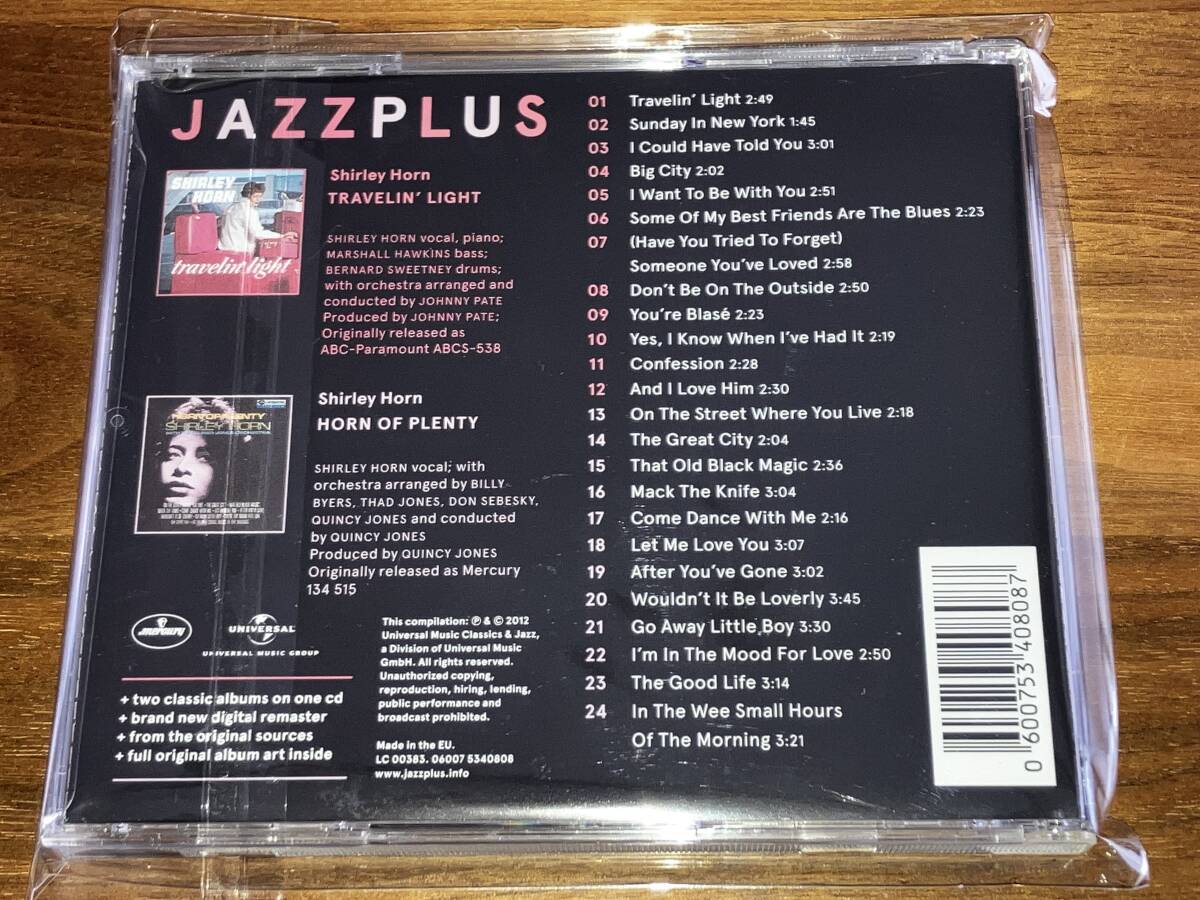 JAZZPLUS
SHIRLEY
HORN
travelin' light
Shirley Horn
TRAVELIN' LIGHT
SHIRLEY HORN vocal, piano;
MARSHALL HAWKINS bass;
BERNARD SWEETNEY drums;
with orchestra arranged and
conducted by JOHNNY PATE
Produced by JOHNNY PATE;
Originally released as
ABC-Paramount ABCS-538
HORN OF PLENTY
SHIRLEY HORN
Shirley Horn
HORN OF PLENTY
SHIRLEY HORN vocal; with
orchestra arranged by BILLY
BYERS, THAD JONES, DON SEBESKY,
QUINCY JONES and conducted
by QUINCY JONES
Produced by QUINCY JONES
Originally released as Mercury
134 515
mercury
UNIVERSAL
UNIVERSAL MUSIC GROUP
+ two classic albums on one cd
+ brand new digital remaster
+ from the original sources
+ full original album art inside
This compilation: ℗ & © 2012
Universal Music Classics & Jazz,
a Division of Universal Music
GmbH. All rights reserved.
Unauthorized copying,
reproduction, hiring, lending,
public performance and
broadcast prohibited.
Made in the EU.
LC 00383. 06007 5340808
www.jazzplus.info
01 Travelin' Light 2:49
02 Sunday In New York 1:45
03 I Could Have Told You 3:01
04 Big City 2:02
05 I Want To Be With You 2:51
06 Some Of My Best Friends Are The Blues 2:23
07 (Have You Tried To Forget)
Someone You've Loved 2:58
08 Don't Be On The Outside 2:50
09 You're Blasé 2:23
10 Yes, I Know When I've Had It 2:19
11 Confession 2:28
12 And I Love Him 2:30
13 On The Street Where You Live 2:18
14 The Great City 2:04
15 That Old Black Magic 2:36
16 Mack The Knife 3:04
17 Come Dance With Me 2:16
18 Let Me Love You 3:07
19 After You've Gone 3:02
20 Wouldn't It Be Loverly 3:45
21 Go Away Little Boy 3:30
22 I'm In The Mood For Love 2:50
23 The Good Life 3:14
24 In The Wee Small Hours
Of The Morning 3:21
0 600753 408087